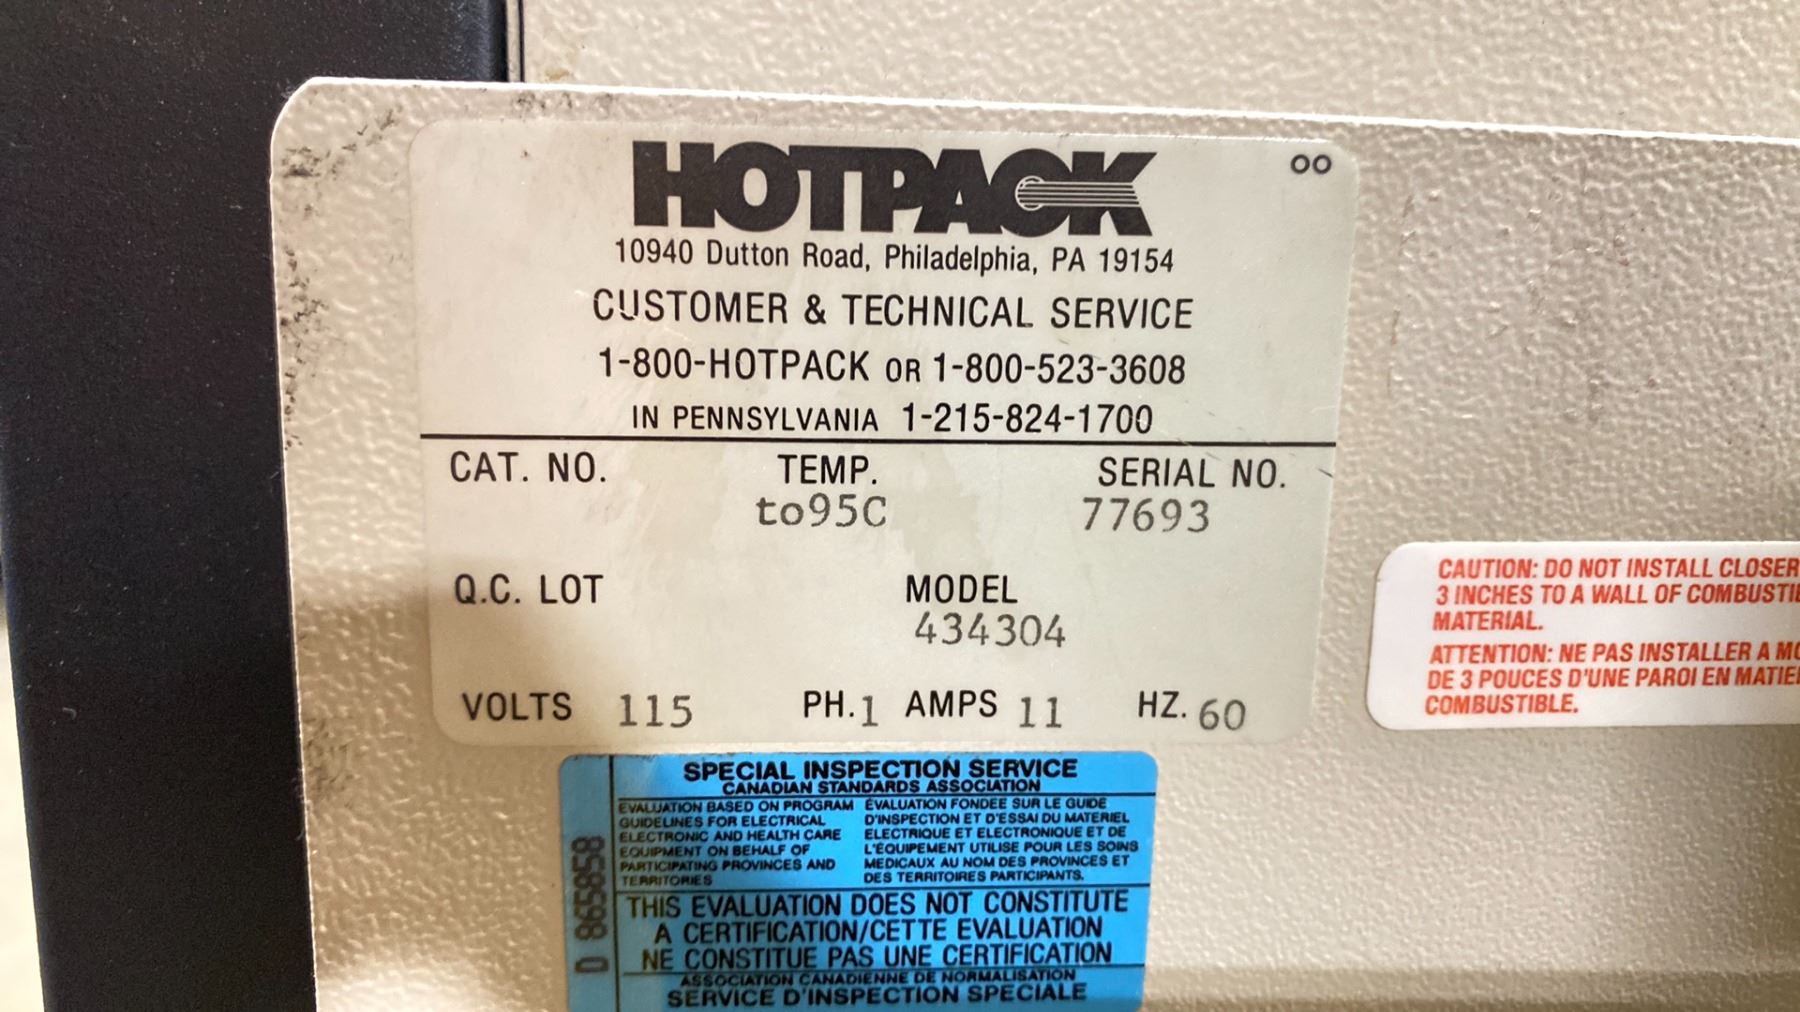 HOTPACK
OO
10940 Dutton Road, Philadelphia, PA 19154
CUSTOMER & TECHNICAL SERVICE
1-800-HOTPACK OR 1-800-523-3608
IN PENNSYLVANIA 1-215-824-1700
CAT. NO. TEMP. SERIAL NO.
to95C 77693
Q.C. LOT MODEL
434304
VOLTS 115 PH.1 AMPS 11 HZ. 60
CAUTION: DO NOT INSTALL CLOSER
3 INCHES TO A WALL OF
MATERIAL.
ATTENTION: NE PAS INSTALLER A
DE 3 POUCES D'UNE PAROI EN
COMBUSTIBLE.
SPECIAL INSPECTION SERVICE
CANADIAN STANDARDS ASSOCIATION
EVALUATION BASED ON PROGRAM
GUIDELINES FOR ELECTRICAL
ELECTRONIC AND HEALTH CARE
EQUIPMENT ON BEHALF OF
PARTICIPATING PROVINCES AND
TERRITORIES
ÉVALUATION FONDEE SUR LE GUIDE
D'INSPECTION ET D'ESSAI DU MATERIEL
ELECTRIQUE ET ELECTRONIQUE ET DE
L'ÉQUIPEMENT UTILISE POUR LES SOINS
MEDICAUX AU NOM DES PROVINCES ET
DES TERRITOIRES PARTICIPANTS.
THIS EVALUATION DOES NOT CONSTITUTE
A CERTIFICATION/CETTE EVALUATION
NE CONSTITUE PAS UNE CERTIFICATION
ASSOCIATION CANADIENNE DE NORMALISATION
SERVICE D'INSPECTION SPECIALE
D 865858